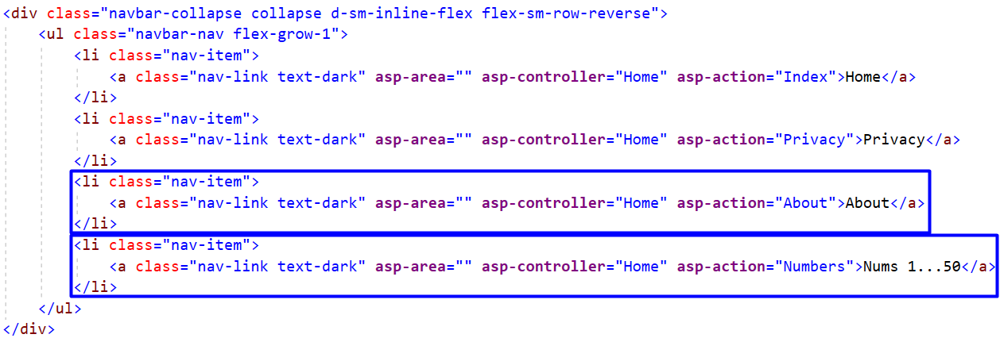 <div class="navbar-collapse collapse d-sm-inline-flex flex-sm-row-reverse">
    <ul class="navbar-nav flex-grow-1">
        <li class="nav-item">
            <a class="nav-link text-dark" asp-area="" asp-controller="Home" asp-action="Index">Home</a>
        </li>
        <li class="nav-item">
            <a class="nav-link text-dark" asp-area="" asp-controller="Home" asp-action="Privacy">Privacy</a>
        </li>
        <li class="nav-item">
            <a class="nav-link text-dark" asp-area="" asp-controller="Home" asp-action="About">About</a>
        </li>
        <li class="nav-item">
            <a class="nav-link text-dark" asp-area="" asp-controller="Home" asp-action="Numbers">Nums 1...50</a>
        </li>
    </ul>
</div>